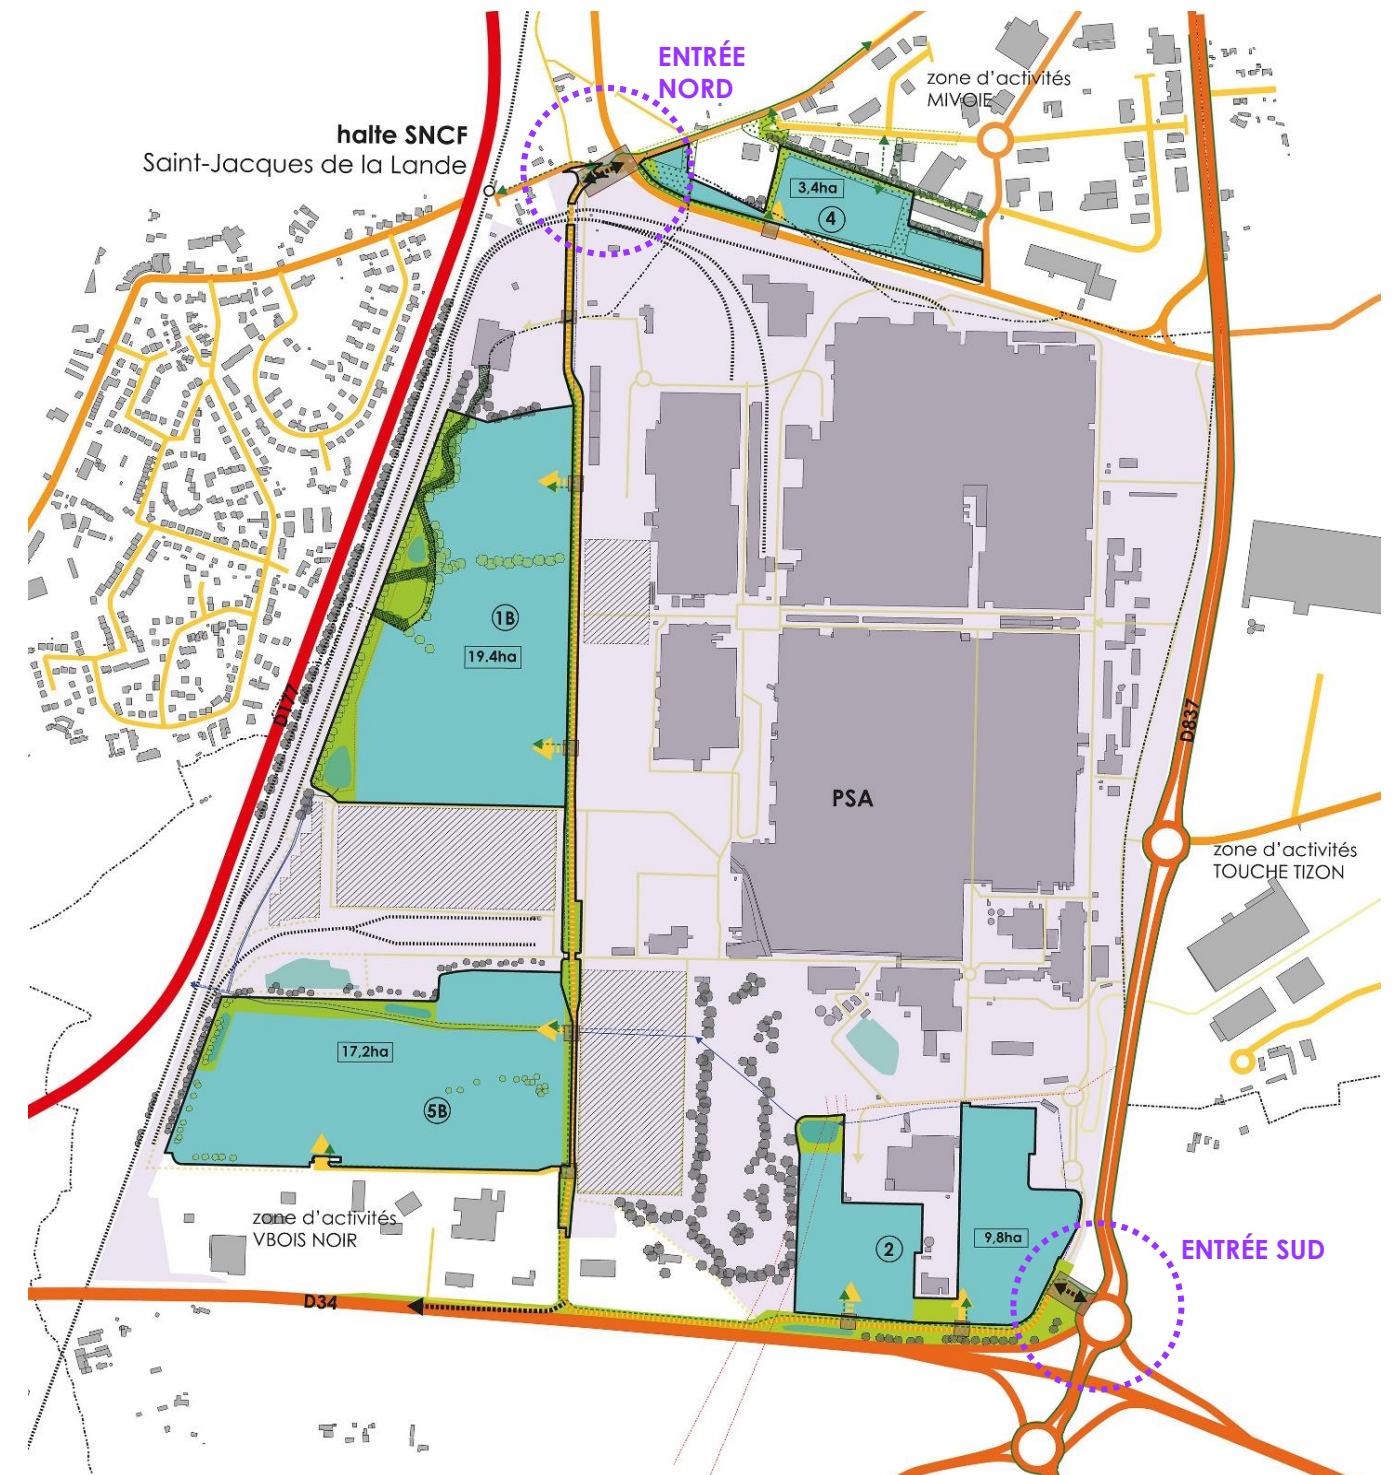 ENTRÉE
NORD
zone d'activités
MIVOIE
halte SNCF
Saint-Jacques de la Lande
3,4ha
4
1B
19.4ha
D177
D837
PSA
zone d'activités
TOUCHE TIZON
17,2ha
5B
zone d'activités
VBOIS NOIR
2
9,8ha
ENTRÉE SUD
D34